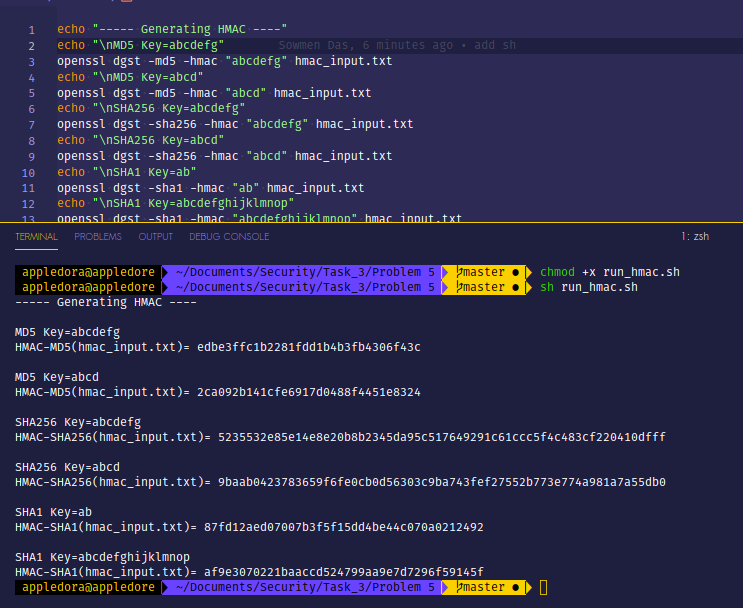 1 echo "----- Generating HMAC ----"
2 echo "\nMD5 Key=abcdefg" Sowmen Das, 6 minutes ago • add sh
3 openssl dgst -md5 -hmac "abcdefg" hmac_input.txt
4 echo "\nMD5 Key=abcd"
5 openssl dgst -md5 -hmac "abcd" hmac_input.txt
6 echo "\nSHA256 Key=abcdefg"
7 openssl dgst -sha256 -hmac "abcdefg" hmac_input.txt
8 echo "\nSHA256 Key=abcd"
9 openssl dgst -sha256 -hmac "abcd" hmac_input.txt
10 echo "\nSHA1 Key=ab"
11 openssl dgst -sha1 -hmac "ab" hmac_input.txt
12 echo "\nSHA1 Key=abcdefghijklmnop"
13 openssl dgst -sha1 -hmac "abcdefghijklmnop" hmac_input.txt
TERMINAL PROBLEMS OUTPUT DEBUG CONSOLE 1: zsh
appledora@appledore ~/Documents/Security/Task_3/Problem 5 master ● chmod +x run_hmac.sh
appledora@appledore ~/Documents/Security/Task_3/Problem 5 master ● sh run_hmac.sh
----- Generating HMAC ----
MD5 Key=abcdefg
HMAC-MD5(hmac_input.txt)= edbe3ffc1b2281fdd1b4b3fb4306f43c
MD5 Key=abcd
HMAC-MD5(hmac_input.txt)= 2ca092b141cfe6917d0488f4451e8324
SHA256 Key=abcdefg
HMAC-SHA256(hmac_input.txt)= 5235532e85e14e8e20b8b2345da95c517649291c61ccc5f4c483cf220410dfff
SHA256 Key=abcd
HMAC-SHA256(hmac_input.txt)= 9baab0423783659f6fe0cb0d56303c9ba743fef27552b773e774a981a7a55db0
SHA1 Key=ab
HMAC-SHA1(hmac_input.txt)= 87fd12aed07007b3f5f15dd4be44c070a0212492
SHA1 Key=abcdefghijklmnop
HMAC-SHA1(hmac_input.txt)= af9e3070221baaccd524799aa9e7d7296f59145f
appledora@appledore ~/Documents/Security/Task_3/Problem 5 master ●